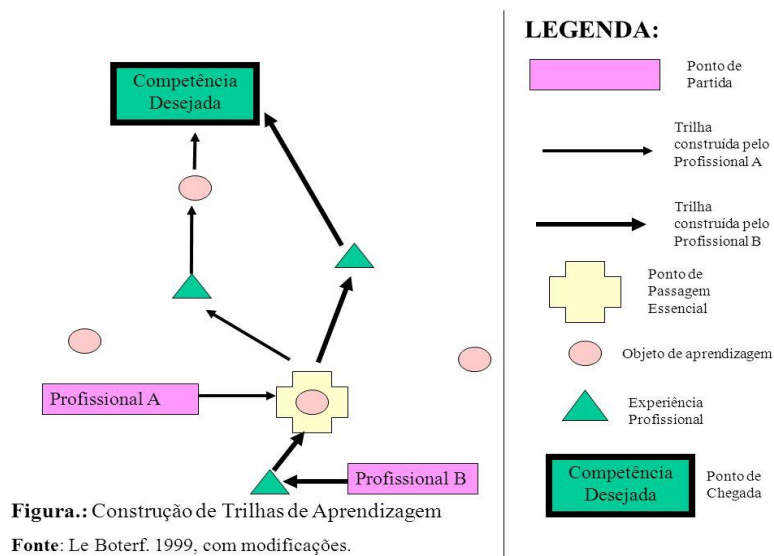 Competência
Desejada
Profissional A
Profissional B
Figura.: Construção de Trilhas de Aprendizagem
Fonte: Le Boterf. 1999, com modificações.
LEGENDA:
Ponto de
Partida
Trilha
construída pelo
Profissional A
Trilha
construída pelo
Profissional B
Ponto de
Passagem
Essencial
Objeto de aprendizagem
Experiência
Profissional
Competência
Desejada
Ponto de
Chegada